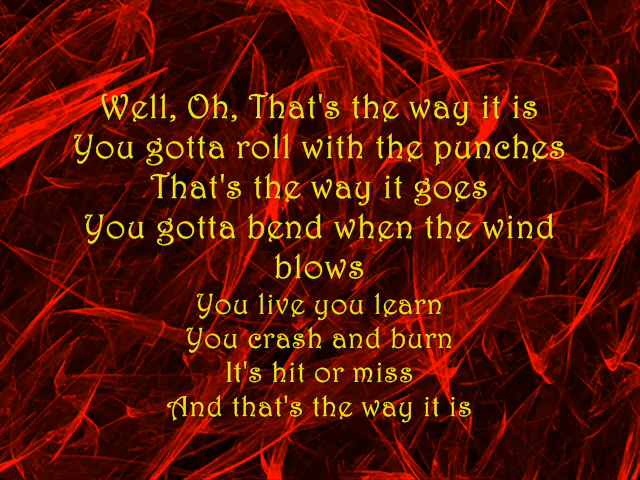 Well, Oh, That's the way it is
You gotta roll with the punches
That's the way it goes
You gotta bend when the wind
blows
You live you learn
You crash and burn
It's hit or miss
And that's the way it is